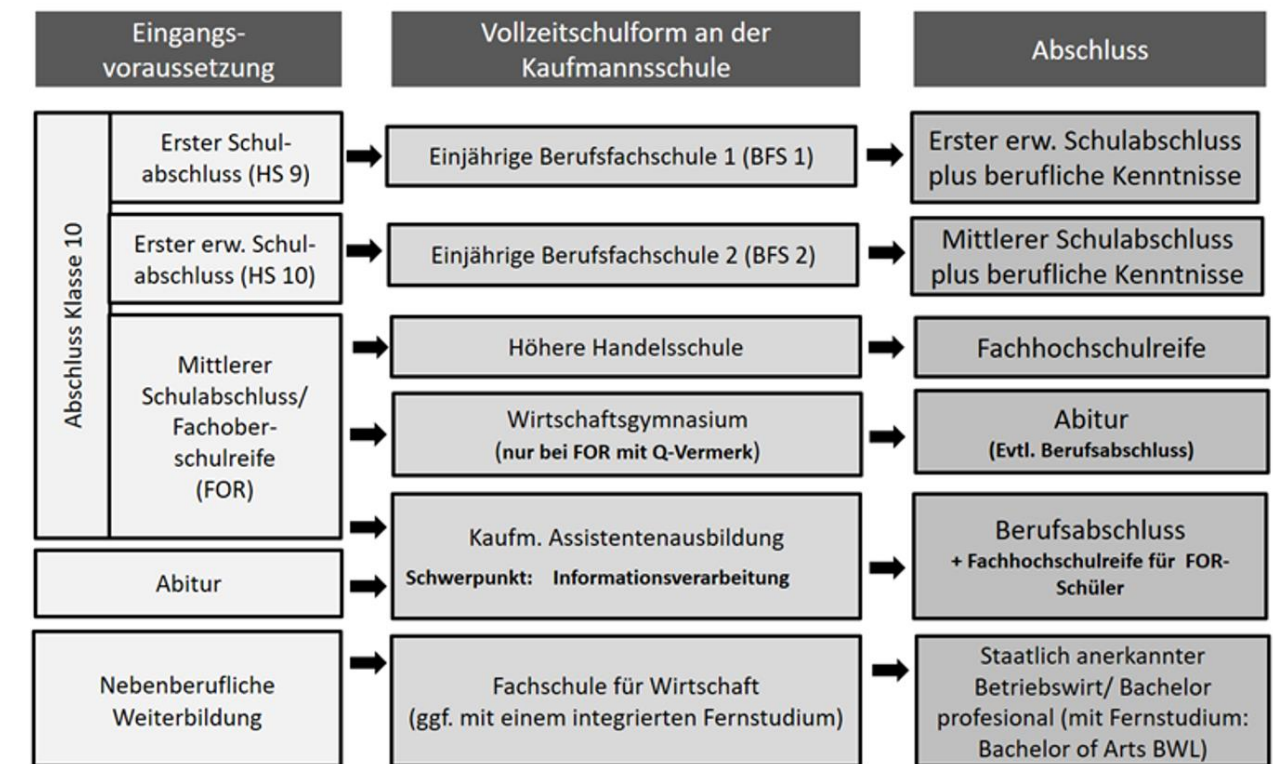 Eingangs-
voraussetzung
Vollzeitschulform an der
Kaufmannsschule
Abschluss
Abschluss Klasse 10
Erster Schul-
abschluss (HS 9)
Einjährige Berufsfachschule 1 (BFS 1)
Erster erw. Schulabschluss
plus berufliche Kenntnisse
Erster erw. Schul-
abschluss (HS 10)
Einjährige Berufsfachschule 2 (BFS 2)
Mittlerer Schulabschluss
plus berufliche Kenntnisse
Mittlerer
Schulabschluss/
Fachober-
schulreife
(FOR)
Höhere Handelsschule
Fachhochschulreife
Wirtschaftsgymnasium
(nur bei FOR mit Q-Vermerk)
Abitur
(Evtl. Berufsabschluss)
Abitur
Kaufm. Assistentenausbildung
Schwerpunkt: Informationsverarbeitung
Berufsabschluss
+ Fachhochschulreife für FOR-
Schüler
Nebenberufliche
Weiterbildung
Fachschule für Wirtschaft
(ggf. mit einem integrierten Fernstudium)
Staatlich anerkannter
Betriebswirt/ Bachelor
profesional (mit Fernstudium:
Bachelor of Arts BWL)